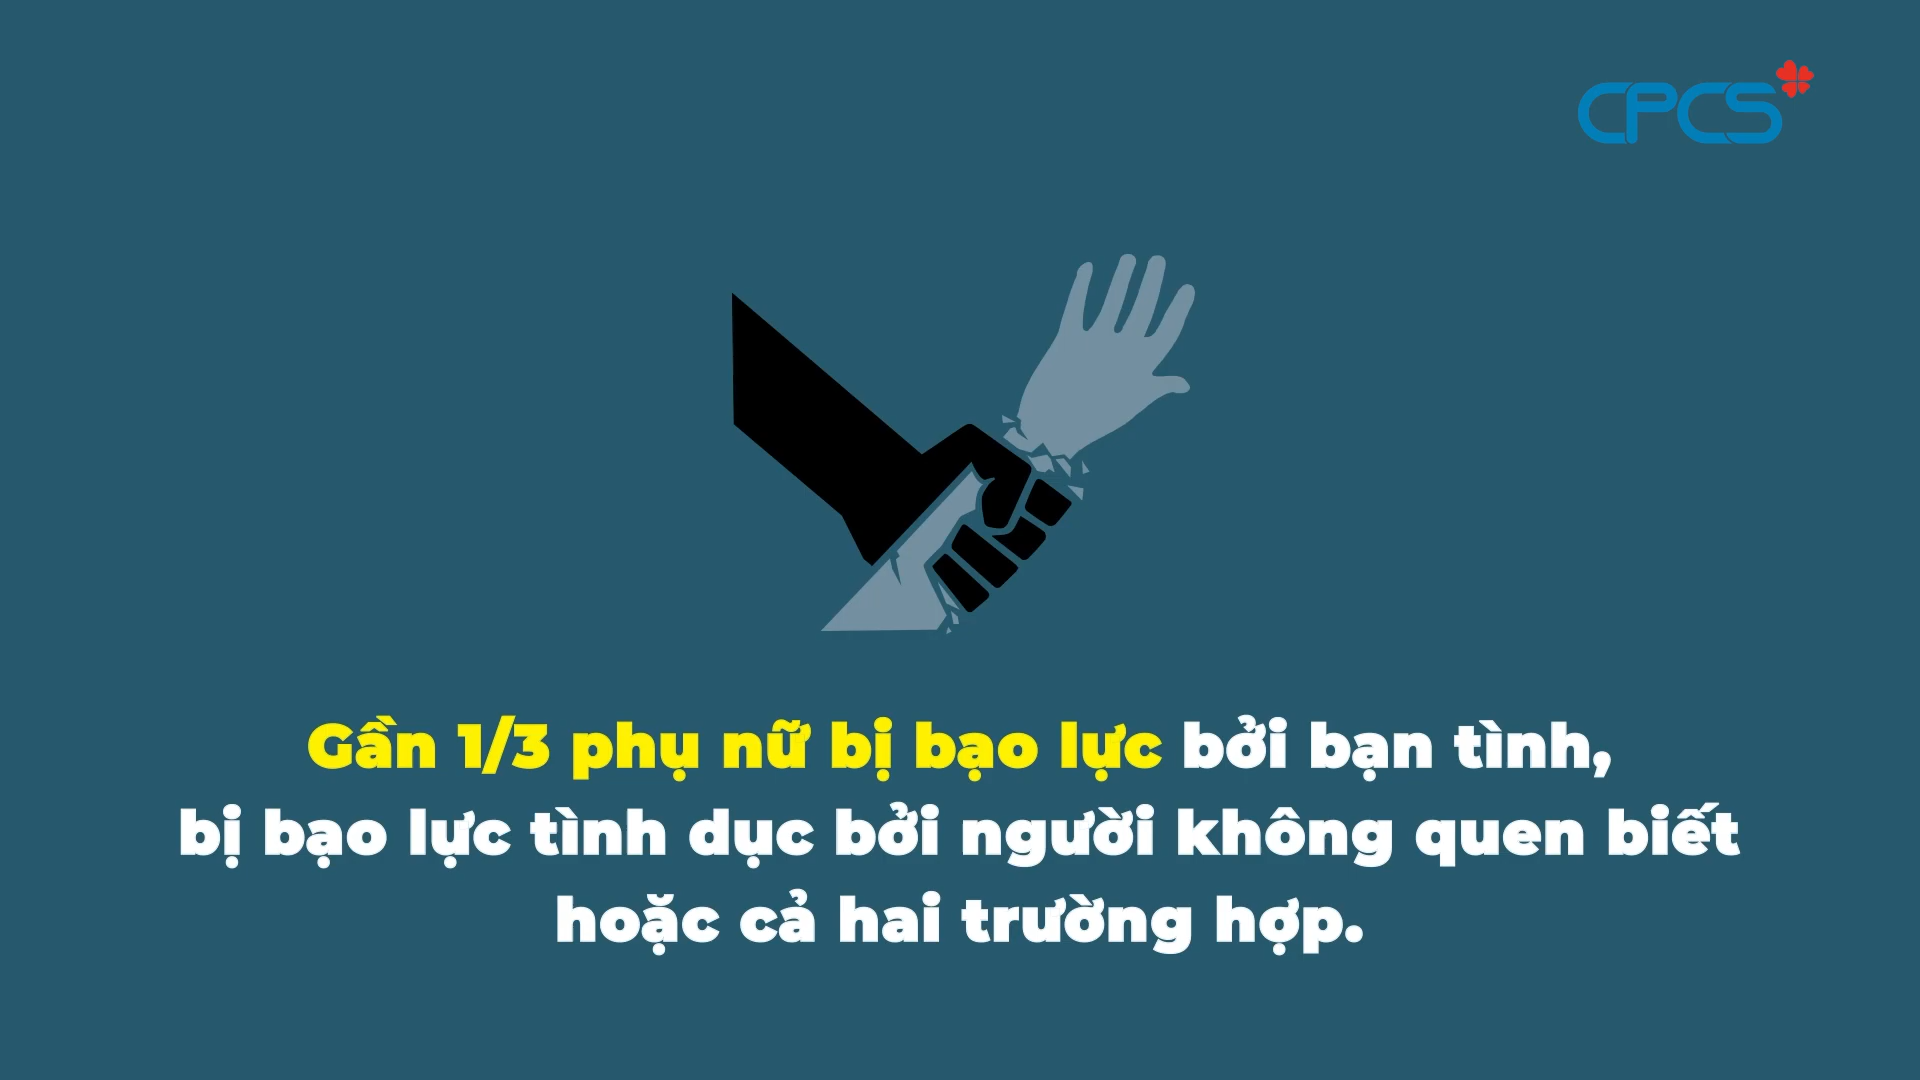 CPCS
Gần 1/3 phụ nữ bị bạo lực bởi bạn tình,
bị bạo lực tình dục bởi người không quen biết
hoặc cả hai trường hợp.